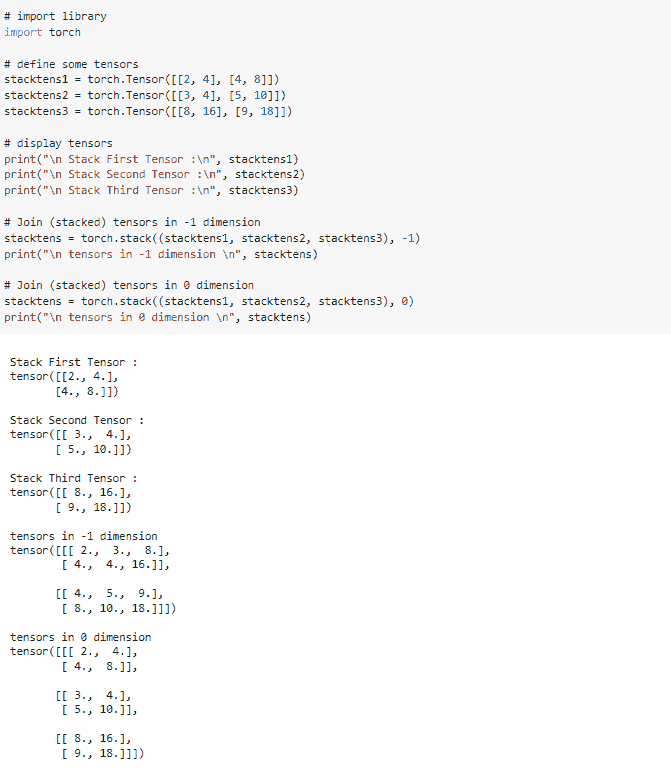 # import library
import torch
# define some tensors
stacktens1 = torch.Tensor([[2, 4], [4, 8]])
stacktens2 = torch.Tensor([[3, 4], [5, 10]])
stacktens3 = torch.Tensor([[8, 16], [9, 18]])
# display tensors
print("\n Stack First Tensor :\n", stacktens1)
print("\n Stack Second Tensor :\n", stacktens2)
print("\n Stack Third Tensor :\n", stacktens3)
# Join (stacked) tensors in -1 dimension
stacktens = torch.stack((stacktens1, stacktens2, stacktens3), -1)
print("\n tensors in -1 dimension \n", stacktens)
# Join (stacked) tensors in 0 dimension
stacktens = torch.stack((stacktens1, stacktens2, stacktens3), 0)
print("\n tensors in 0 dimension \n", stacktens)
Stack First Tensor :
tensor([[2., 4.],
[4., 8.]])
Stack Second Tensor :
tensor([[ 3., 4.],
[ 5., 10.]])
Stack Third Tensor :
tensor([[ 8., 16.],
[ 9., 18.]])
tensors in -1 dimension
tensor([[[ 2., 3., 8.],
[ 4., 4., 16.]],
[[ 4., 5., 9.],
[ 8., 10., 18.]]])
tensors in 0 dimension
tensor([[[ 2., 4.],
[ 4., 8.]],
[[ 3., 4.],
[ 5., 10.]],
[[ 8., 16.],
[ 9., 18.]]])